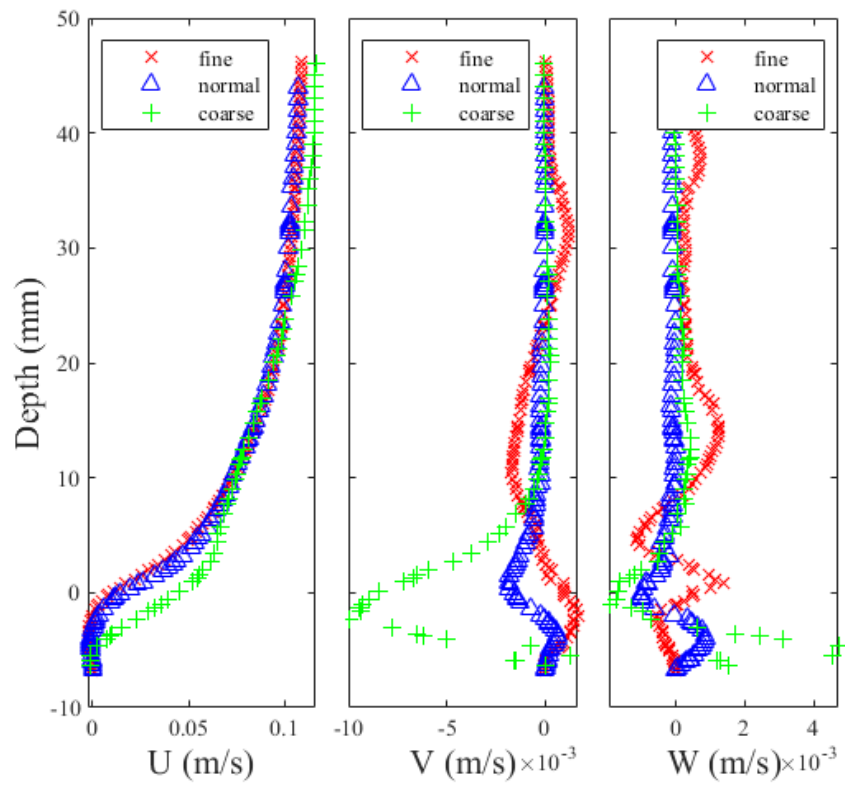 50
40
30
20
10
0
-10
Depth (mm)
fine
normal
coarse
0
0.05
0.1
U (m/s)
fine
normal
coarse
-10
-5
0
V (m/s)
×10⁻³
fine
normal
coarse
0
2
4
W (m/s)
×10⁻³